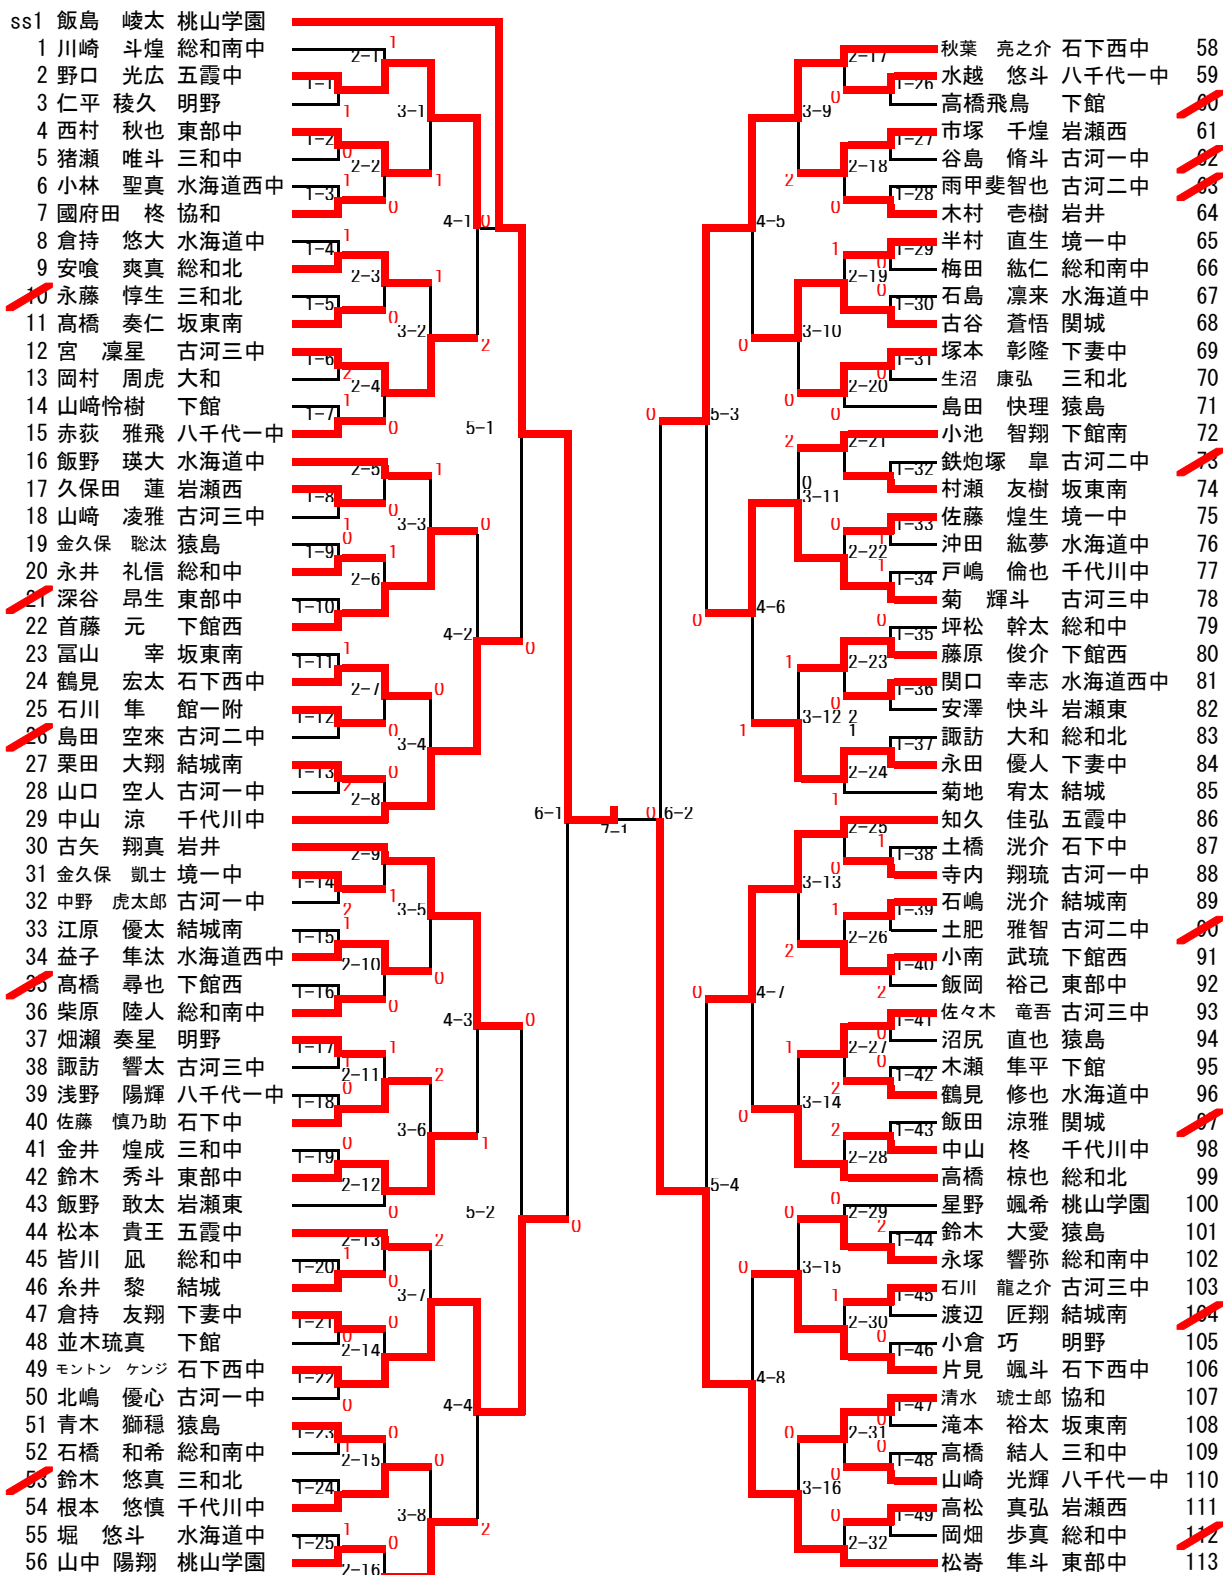 ss1 飯島 崚太 桃山学園
1 川崎 斗煌 総和南中
2 野口 光広 五霞中
3 仁平 稜久 明野
4 西村 秋也 東部中
5 猪瀬 唯斗 三和中
6 小林 聖真 水海道西中
7 國府田 柊 協和
8 倉持 悠大 水海道中
9 安喰 爽真 総和北
10 永藤 惇生 三和北
11 髙橋 奏仁 坂東南
12 宮 凜星 古河三中
13 岡村 周虎 大和
14 山﨑怜樹 下館
15 赤荻 雅飛 八千代一中
16 飯野 瑛大 水海道中
17 久保田 蓮 岩瀬西
18 山﨑 凌雅 古河三中
19 金久保 聡汰 猿島
20 永井 礼信 総和中
21 深谷 昂生 東部中
22 首藤 元 下館西
23 冨山 宰 坂東南
24 鶴見 宏太 石下西中
25 石川 隼 館一附
26 島田 空來 古河二中
27 栗田 大翔 結城南
28 山口 空人 古河一中
29 中山 涼 千代川中
30 古矢 翔真 岩井
31 金久保 凱士 境一中
32 中野 虎太郎 古河一中
33 江原 優太 結城南
34 益子 隼汰 水海道西中
35 髙橋 尋也 下館西
36 柴原 陸人 総和南中
37 畑瀬 奏星 明野
38 諏訪 響太 古河三中
39 浅野 陽輝 八千代一中
40 佐藤 慎乃助 石下中
41 金井 煌成 三和中
42 鈴木 秀斗 東部中
43 飯野 敢太 岩瀬東
44 松本 貴王 五霞中
45 皆川 凪 総和中
46 糸井 黎 結城
47 倉持 友翔 下妻中
48 並木琉真 下館
49 モントン ケンジ 石下西中
50 北嶋 優心 古河一中
51 青木 獅穏 猿島
52 石橋 和希 総和南中
53 鈴木 悠真 三和北
54 根本 悠慎 千代川中
55 堀 悠斗 水海道中
56 山中 陽翔 桃山学園
秋葉 亮之介 石下西中 58
水越 悠斗 八千代一中 59
高橋飛鳥 下館 60
市塚 千煌 岩瀬西 61
谷島 脩斗 古河一中 62
雨甲斐智也 古河二中 63
木村 壱樹 岩井 64
半村 直生 境一中 65
梅田 紘仁 総和南中 66
石島 凛来 水海道中 67
古谷 蒼悟 関城 68
塚本 彰隆 下妻中 69
生沼 康弘 三和北 70
島田 快理 猿島 71
小池 智翔 下館南 72
鉄炮塚 皐 古河二中 73
村瀬 友樹 坂東南 74
佐藤 煌生 境一中 75
沖田 紘夢 水海道中 76
戸嶋 倫也 千代川中 77
菊 輝斗 古河三中 78
坪松 幹太 総和中 79
藤原 俊介 下館西 80
関口 幸志 水海道西中 81
安澤 快斗 岩瀬東 82
諏訪 大和 総和北 83
永田 優人 下妻中 84
菊地 宥太 結城 85
知久 佳弘 五霞中 86
土橋 洸介 石下中 87
寺内 翔琉 古河一中 88
石嶋 洸介 結城南 89
土肥 雅智 古河二中 90
小南 武琉 下館西 91
飯岡 裕己 東部中 92
佐々木 竜吾 古河三中 93
沼尻 直也 猿島 94
木瀬 隼平 下館 95
鶴見 修也 水海道中 96
飯田 涼雅 関城 97
中山 柊 千代川中 98
高橋 椋也 総和北 99
星野 颯希 桃山学園 100
鈴木 大愛 猿島 101
永塚 響弥 総和南中 102
石川 龍之介 古河三中 103
渡辺 匠翔 結城南 104
小倉 巧 明野 105
片見 颯斗 石下西中 106
清水 琥士郎 協和 107
滝本 裕太 坂東南 108
高橋 結人 三和中 109
山崎 光輝 八千代一中 110
高松 真弘 岩瀬西 111
岡畑 歩真 総和中 112
松嵜 隼斗 東部中 113